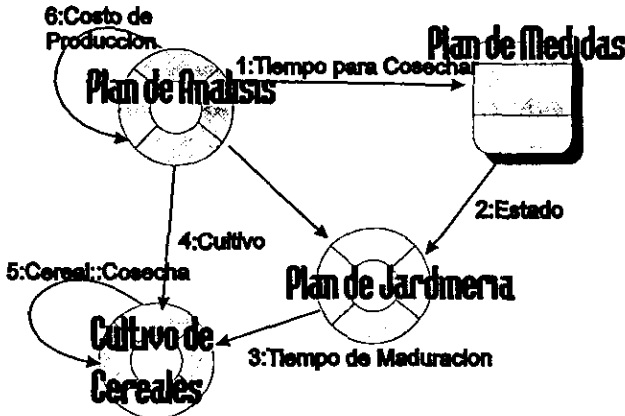 6:Costo de
Produccion
Plan de Medidas
1:Tiempo para Cosechar
Plan de Analisis
2:Estado
4:Cultivo
5:Cereal::Cosecha
Plan de Jardineria
Cultivo de
Cereales
3:Tiempo de Maduracion